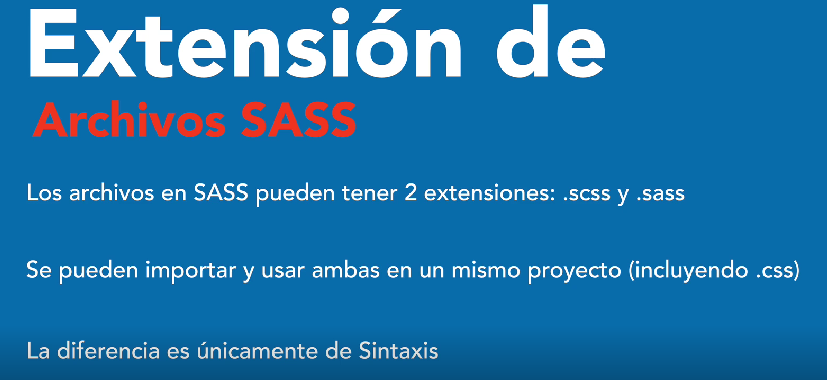 Extensión de
Archivos SASS
Los archivos en SASS pueden tener 2 extensiones: .scss y .sass
Se pueden importar y usar ambas en un mismo proyecto (incluyendo .css)
La diferencia es únicamente de Sintaxis